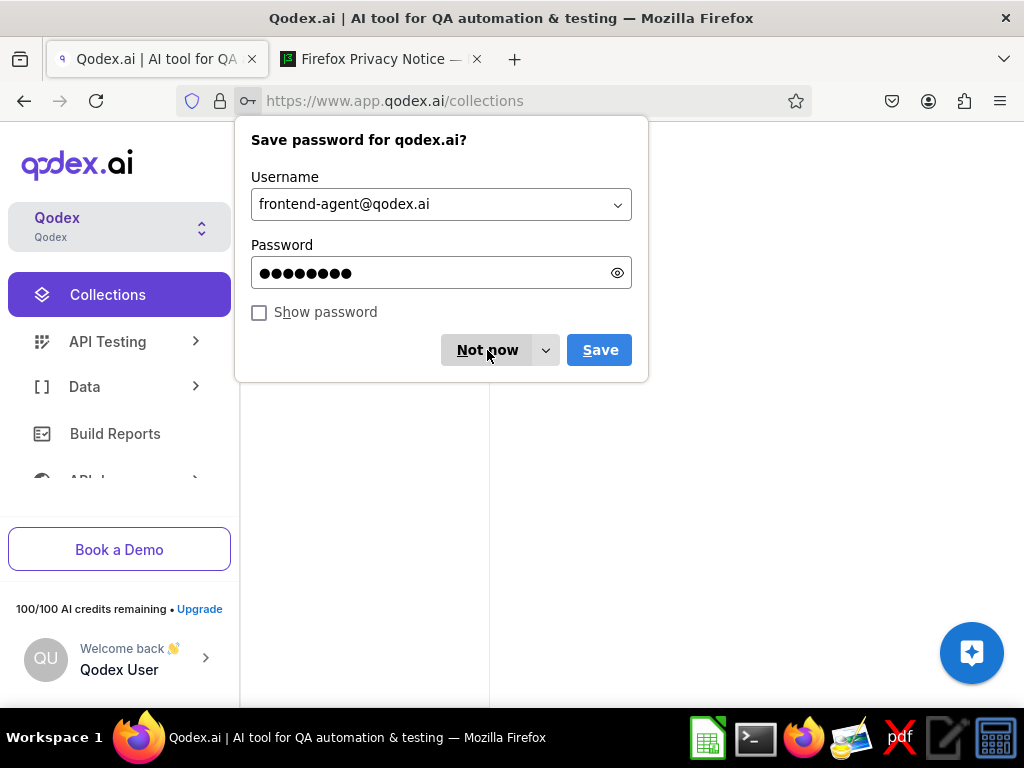 Qodex.ai | AI tool for QA automation & testing — Mozilla Firefox
Qodex.ai | AI tool for QA
Firefox Privacy Notice —
https://www.app.qodex.ai/collections
qodex.ai
Qodex
Qodex
Collections
API Testing
Data
Build Reports
Book a Demo
100/100 AI credits remaining • Upgrade
QU
Welcome back 👋
Qodex User
Save password for qodex.ai?
Username
frontend-agent@qodex.ai
Password
●●●●●●●●
Show password
Not now
Save
Workspace 1
Qodex.ai | AI tool for QA automation & testing — Mozilla Firefox
pdf